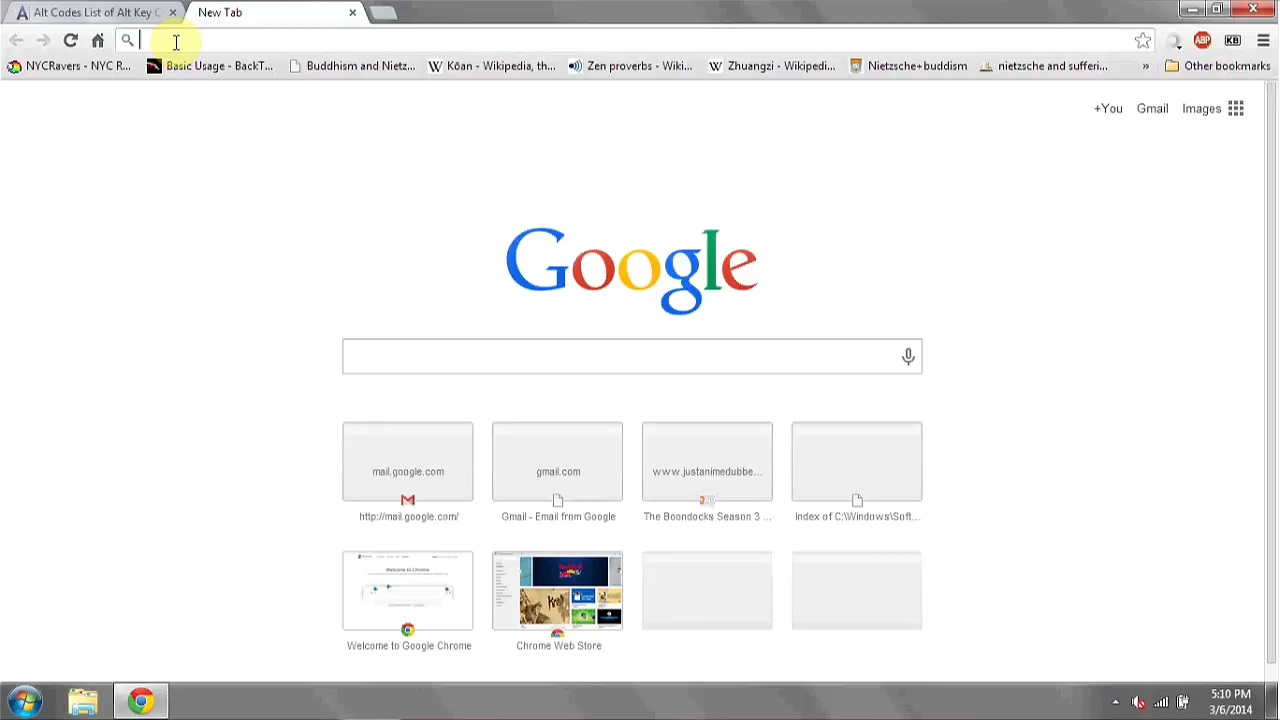 Alt Codes List of Alt Key C
New Tab
ABP
KB
NYCRavers - NYC R...
Basic Usage - BackT...
Buddhism and Nietz...
Kōan - Wikipedia, th...
Zen proverbs - Wiki...
Zhuangzi - Wikipedi...
Nietzsche+buddism
nietzsche and sufferi...
»
Other bookmarks
+You
Gmail
Images
Google
mail.google.com
gmail.com
www.justanimedubbe...
http://mail.google.com/
Gmail - Email from Google
The Boondocks Season 3 ...
Index of C:\Windows\Soft...
Welcome to Google Chrome
Chrome Web Store
5:10 PM
3/6/2014